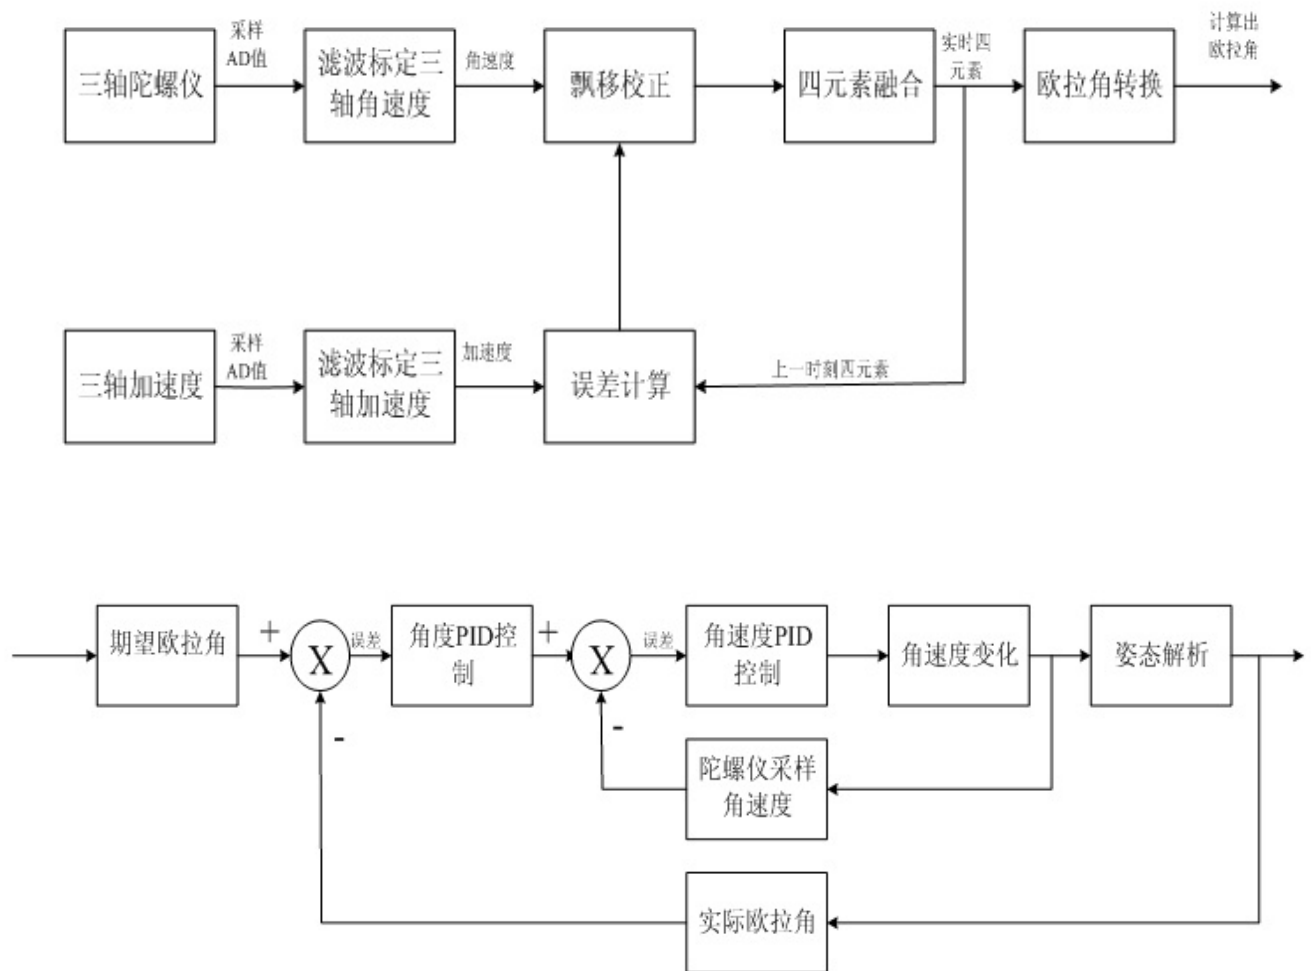 采样
AD值
角速度
实时四
元素
计算出
欧拉角
三轴陀螺仪
滤波标定三
轴角速度
飘移校正
四元素融合
欧拉角转换
采样
AD值
加速度
上一时刻四元素
三轴加速度
滤波标定三
轴加速度
误差计算
期望欧拉角
+
X
误差
角度PID控
制
+
X
误差
角速度PID
控制
角速度变化
姿态解析
-
-
陀螺仪采样
角速度
实际欧拉角